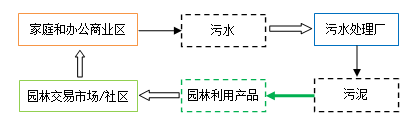 家庭和办公商业区
污水
污水处理厂
园林交易市场/社区
园林利用产品
污泥